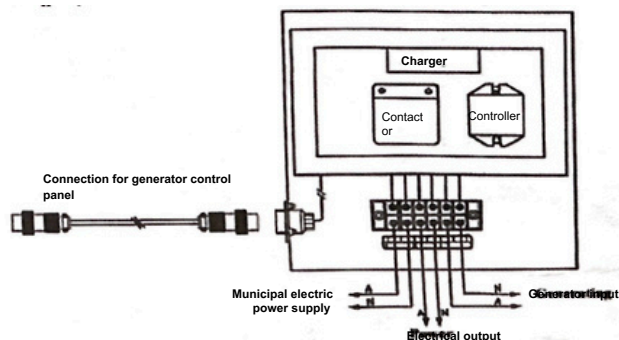 Charger
Contact
or
Controller
Connection for generator control
panel
A
N
Municipal electric
power supply
A
N
N
A
Generator input
Electrical output